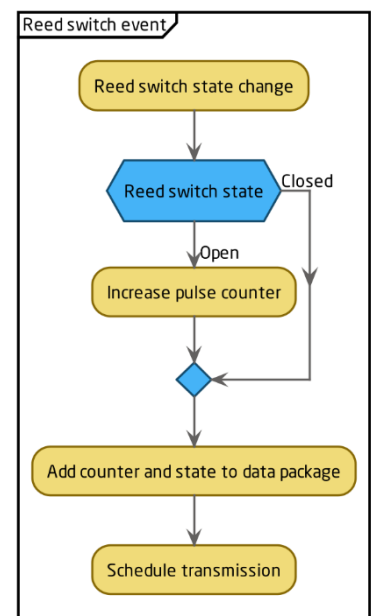 Reed switch event
Reed switch state change
Reed switch state
Closed
Open
Increase pulse counter
Add counter and state to data package
Schedule transmission